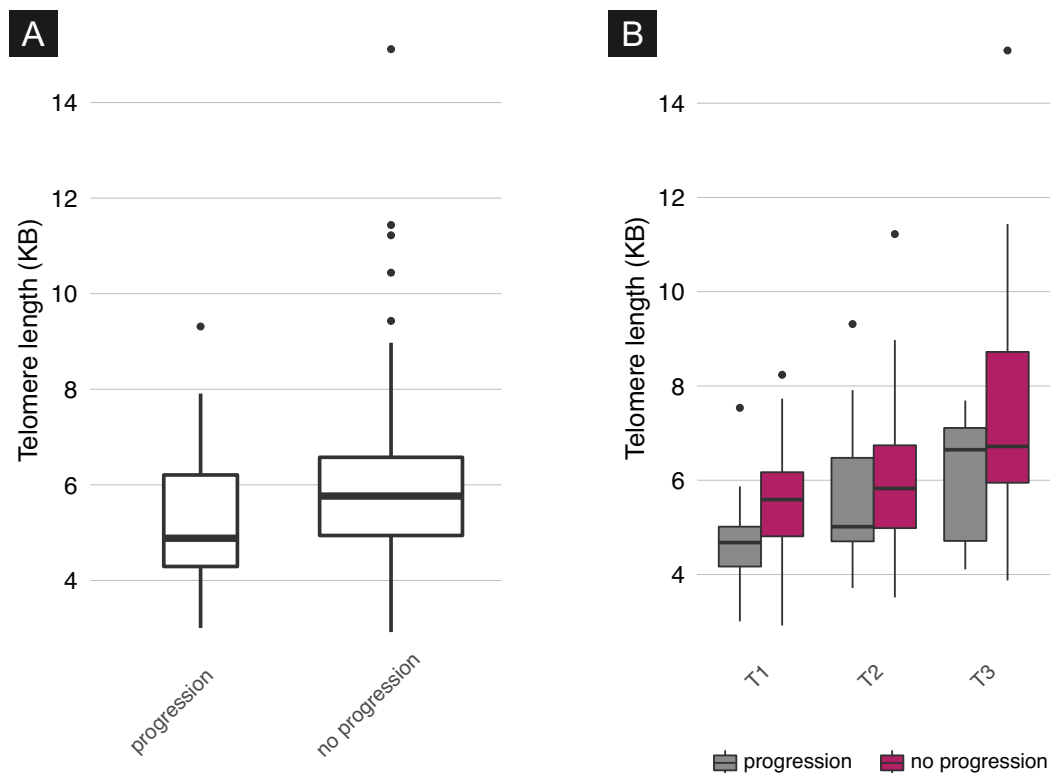 A
Telomere length (KB)
14
12
10
8
6
4
progression
no progression
B
Telomere length (KB)
14
12
10
8
6
4
T1
T2
T3
progression
no progression